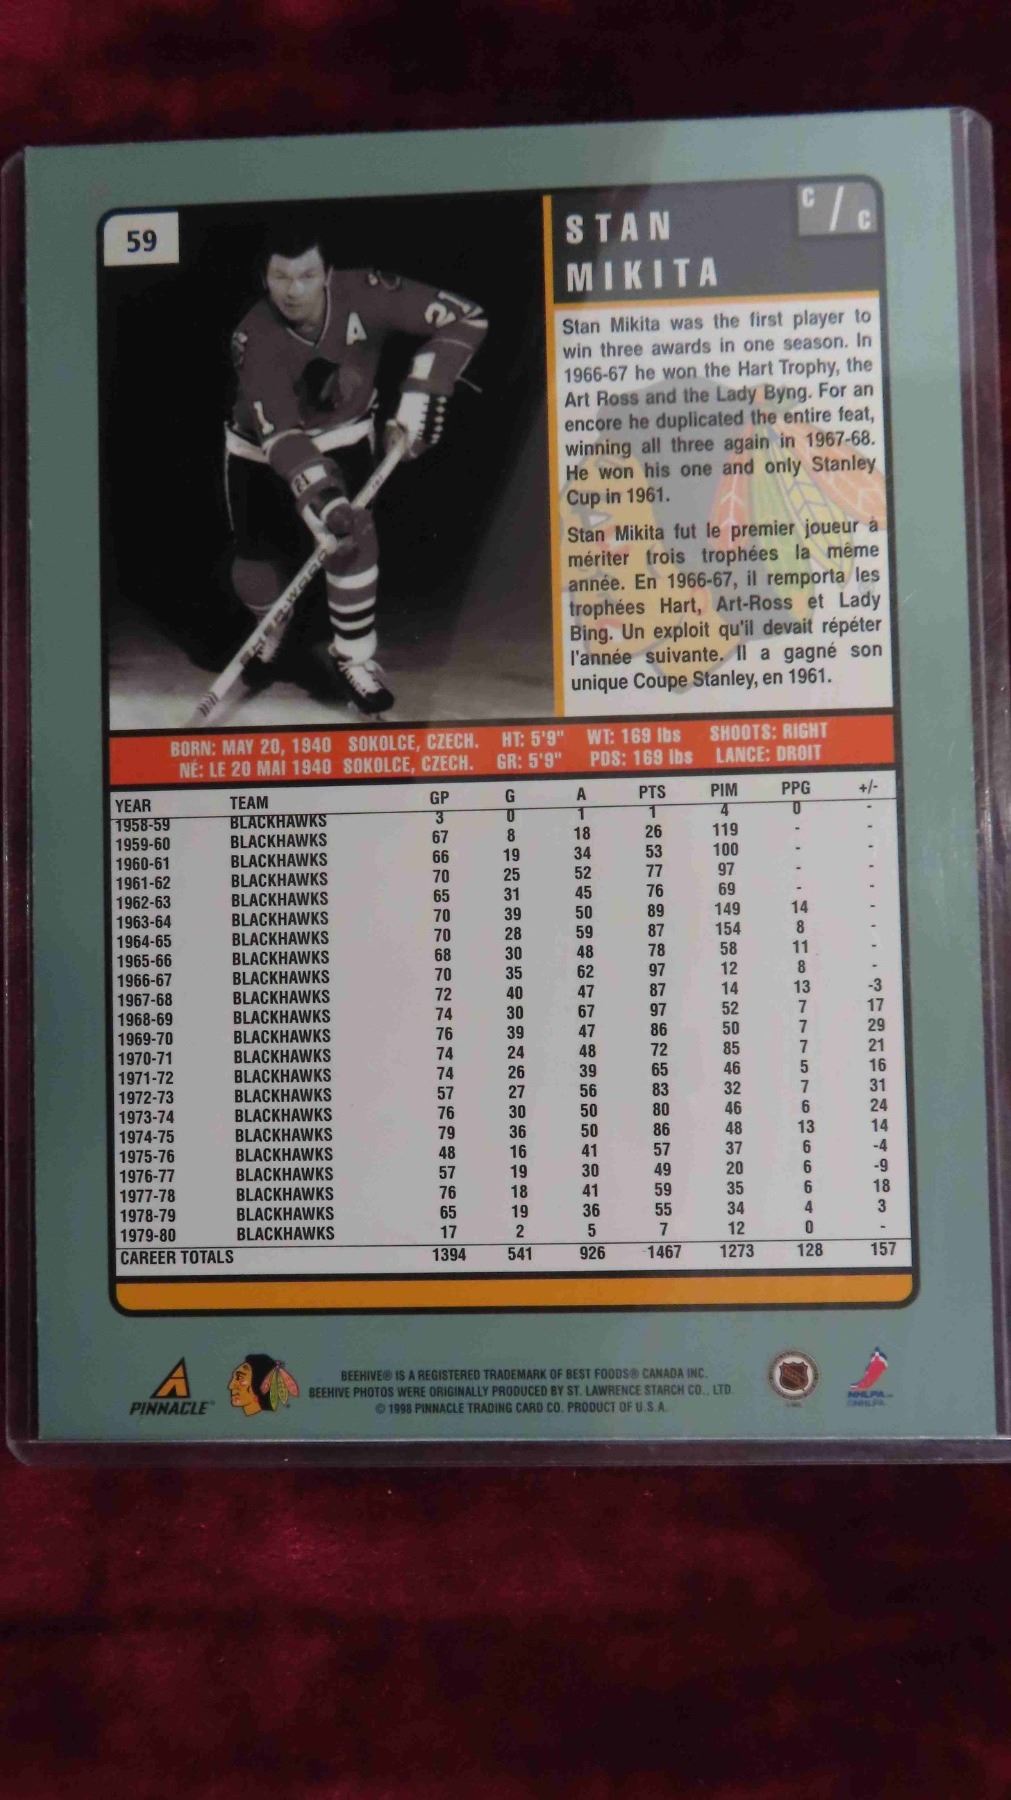 59
STAN
MIKITA
C / C
Stan Mikita was the first player to
win three awards in one season. In
1966-67 he won the Hart Trophy, the
Art Ross and the Lady Byng. For an
encore he duplicated the entire feat,
winning all three again in 1967-68.
He won his one and only Stanley
Cup in 1961.
Stan Mikita fut le premier joueur à
mériter trois trophées la même
année. En 1966-67, il remporta les
trophées Hart, Art-Ross et Lady
Bing. Un exploit qu'il devait répéter
l'année suivante. Il a gagné son
unique Coupe Stanley, en 1961.
A
21
1
21
BORN: MAY 20, 1940 SOKOLCE, CZECH. HT: 5'9" WT: 169 lbs SHOOTS: RIGHT
NÉ: LE 20 MAI 1940 SOKOLCE, CZECH. GR: 5'9" PDS: 169 lbs LANCE: DROIT
YEAR TEAM GP G A PTS PIM PPG +/-
1958-59 BLACKHAWKS 3 0 1 1 4 0 -
1959-60 BLACKHAWKS 67 8 18 26 119 - -
1960-61 BLACKHAWKS 66 19 34 53 100 - -
1961-62 BLACKHAWKS 70 25 52 77 97 - -
1962-63 BLACKHAWKS 65 31 45 76 69 - -
1963-64 BLACKHAWKS 70 39 50 89 149 14 -
1964-65 BLACKHAWKS 70 28 59 87 154 8 -
1965-66 BLACKHAWKS 68 30 48 78 58 11 -
1966-67 BLACKHAWKS 70 35 62 97 12 8 -
1967-68 BLACKHAWKS 72 40 47 87 14 13 -3
1968-69 BLACKHAWKS 74 30 67 97 52 7 17
1969-70 BLACKHAWKS 76 39 47 86 50 7 29
1970-71 BLACKHAWKS 74 24 48 72 85 7 21
1971-72 BLACKHAWKS 74 26 39 65 46 5 16
1972-73 BLACKHAWKS 57 27 56 83 32 7 31
1973-74 BLACKHAWKS 76 30 50 80 46 6 24
1974-75 BLACKHAWKS 79 36 50 86 48 13 14
1975-76 BLACKHAWKS 48 16 41 57 37 6 -4
1976-77 BLACKHAWKS 57 19 30 49 20 6 -9
1977-78 BLACKHAWKS 76 18 41 59 35 6 18
1978-79 BLACKHAWKS 65 19 36 55 34 4 3
1979-80 BLACKHAWKS 17 2 5 7 12 0 -
CAREER TOTALS 1394 541 926 1467 1273 128 157
PINNACLE
BEEHIVE® IS A REGISTERED TRADEMARK OF BEST FOODS® CANADA INC.
BEEHIVE PHOTOS WERE ORIGINALLY PRODUCED BY ST. LAWRENCE STARCH CO., LTD
© 1998 PINNACLE TRADING CARD CO. PRODUCT OF U.S.A.
NHL
NHLPA